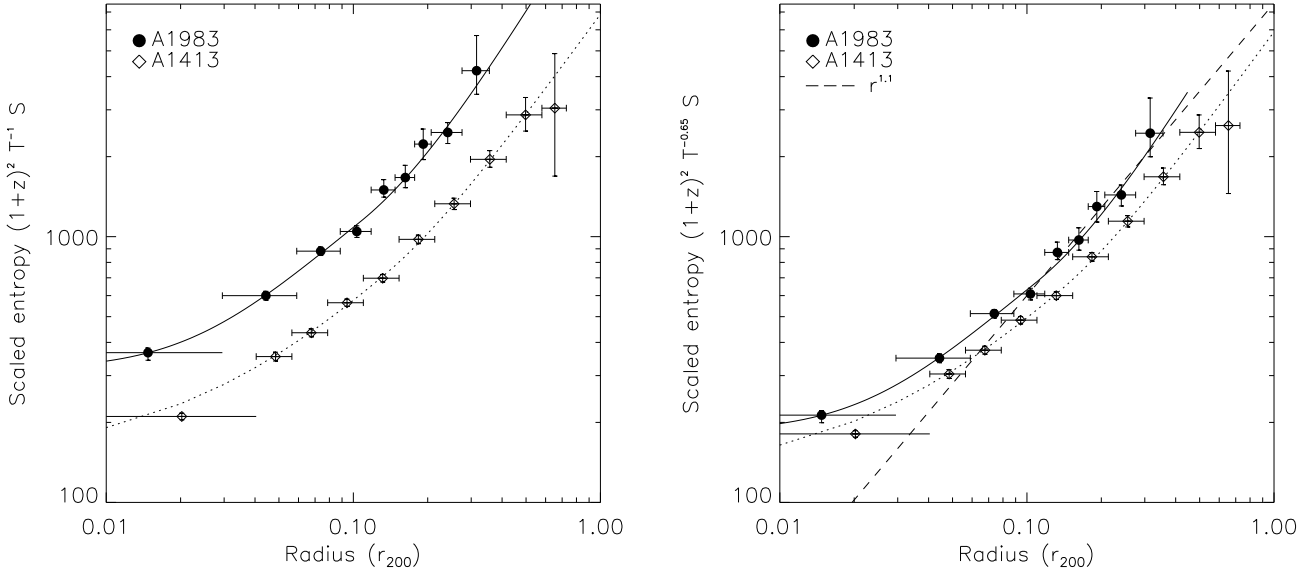 Scaled entropy (1+z)² T⁻¹ S
A1983
A1413
1000
100
0.01
0.10
1.00
Radius (r₂₀₀)
Scaled entropy (1+z)² T⁻⁰·⁶⁵ S
A1983
A1413
r¹·¹
1000
100
0.01
0.10
1.00
Radius (r₂₀₀)